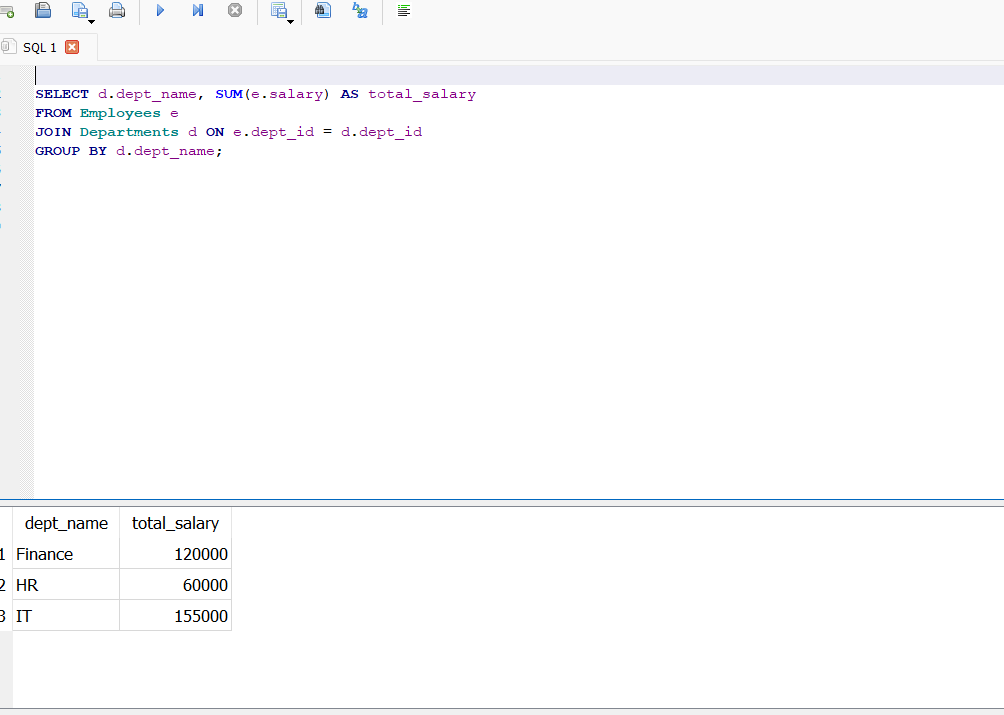 SQL 1
SELECT d.dept_name, SUM(e.salary) AS total_salary
FROM Employees e
JOIN Departments d ON e.dept_id = d.dept_id
GROUP BY d.dept_name;
dept_name total_salary
1 Finance 120000
2 HR 60000
3 IT 155000